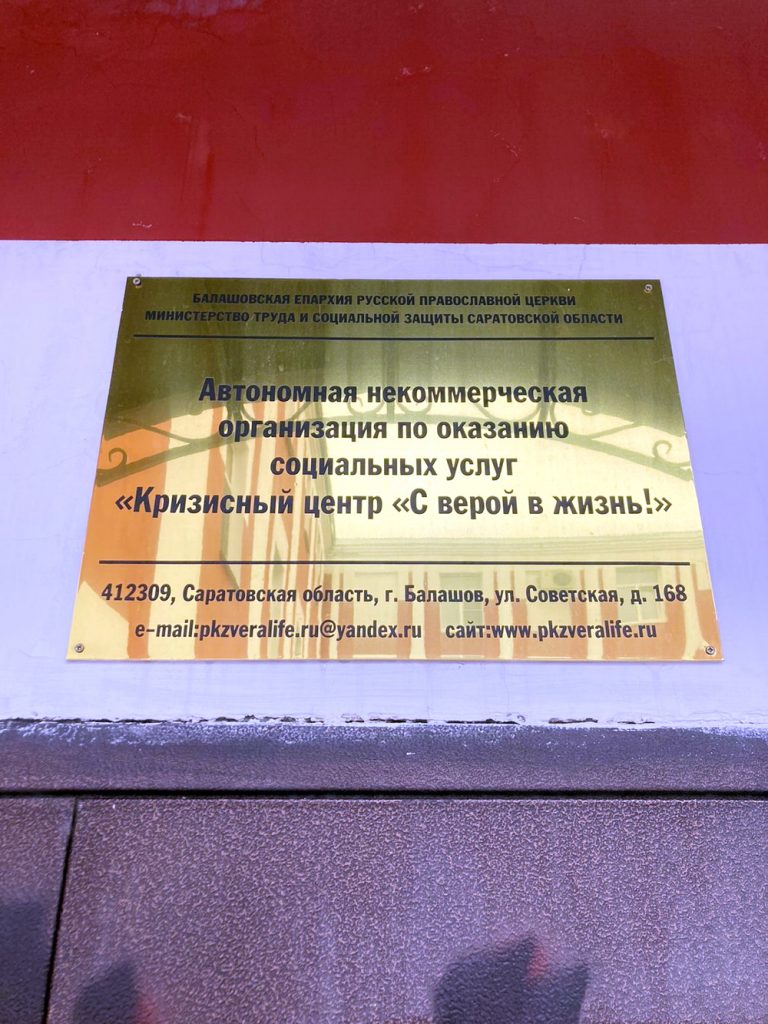 БАЛАШОВСКАЯ ЕПАРХИЯ РУССКОЙ ПРАВОСЛАВНОЙ ЦЕРКВИ
МИНИСТЕРСТВО ТРУДА И СОЦИАЛЬНОЙ ЗАЩИТЫ САРАТОВСКОЙ ОБЛАСТИ
Автономная некоммерческая
организация по оказанию
социальных услуг
«Кризисный центр «С верой в жизнь!»
412309, Саратовская область, г. Балашов, ул. Советская, д. 168
e-mail:pkzveralife.ru@yandex.ru сайт:www.pkzveralife.ru